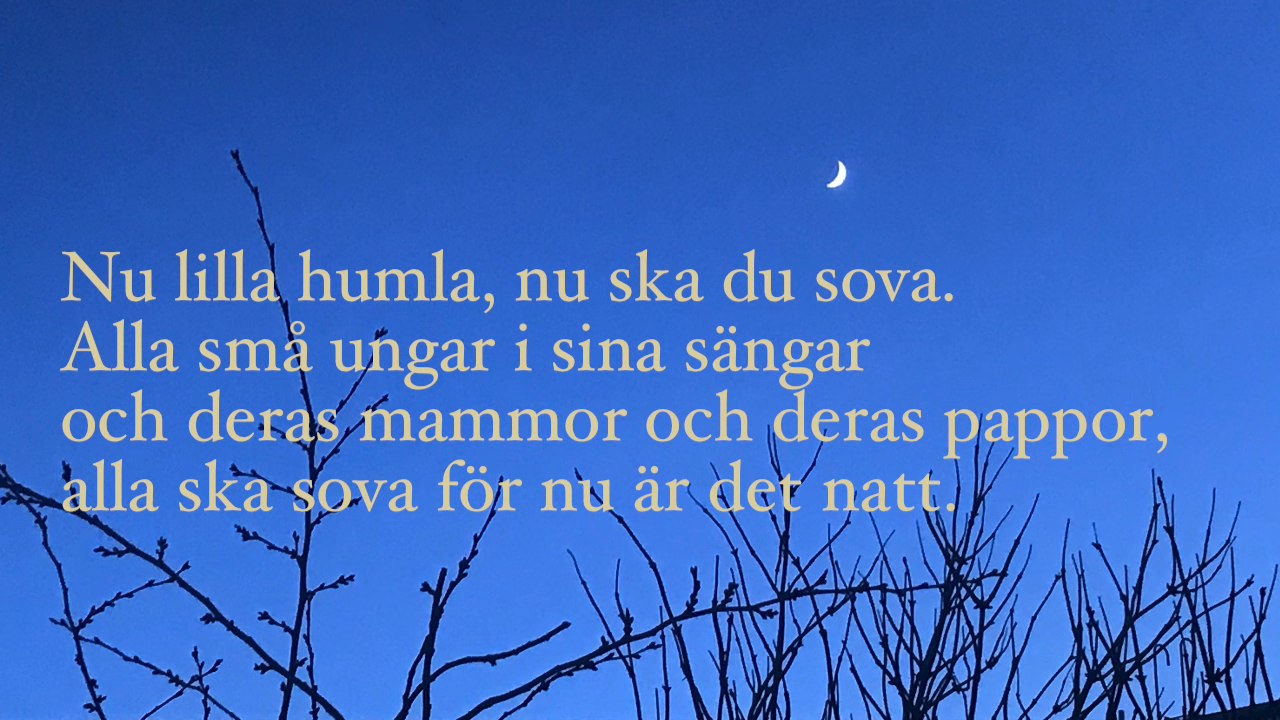 Nu lilla humla, nu ska du sova.
Alla små ungar i sina sängar
och deras mammor och deras pappor,
alla ska sova för nu är det natt.